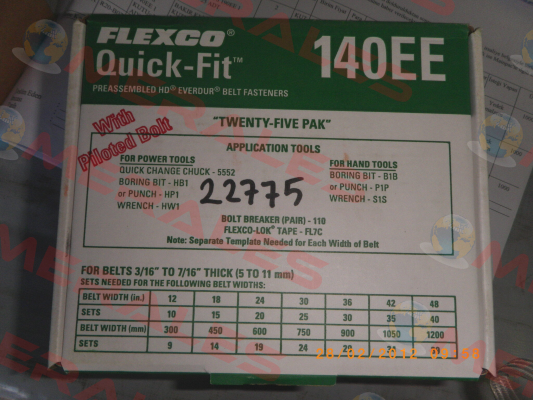 FLEXCO®
Quick-Fit™
140EE
PREASSEMBLED HD® EVERDUR® BELT FASTENERS
"TWENTY-FIVE PAK"
With
Piloted Bolt
APPLICATION TOOLS
FOR POWER TOOLS
QUICK CHANGE CHUCK - 5552
BORING BIT - HB1
or PUNCH - HP1
WRENCH - HW1
FOR HAND TOOLS
BORING BIT - B1B
or PUNCH - P1P
WRENCH - S1S
22775
BOLT BREAKER (PAIR) - 110
FLEXCO-LOK® TAPE - FL7C
Note: Separate Template Needed for Each Width of Belt
FOR BELTS 3/16" TO 7/16" THICK (5 TO 11 mm)
SETS NEEDED FOR THE FOLLOWING BELT WIDTHS:
BELT WIDTH (in.) 12 18 24 30 36 42 48
SETS 10 15 20 25 30 35 40
BELT WIDTH (mm) 300 450 600 750 900 1050 1200
SETS 9 14 19 24 29